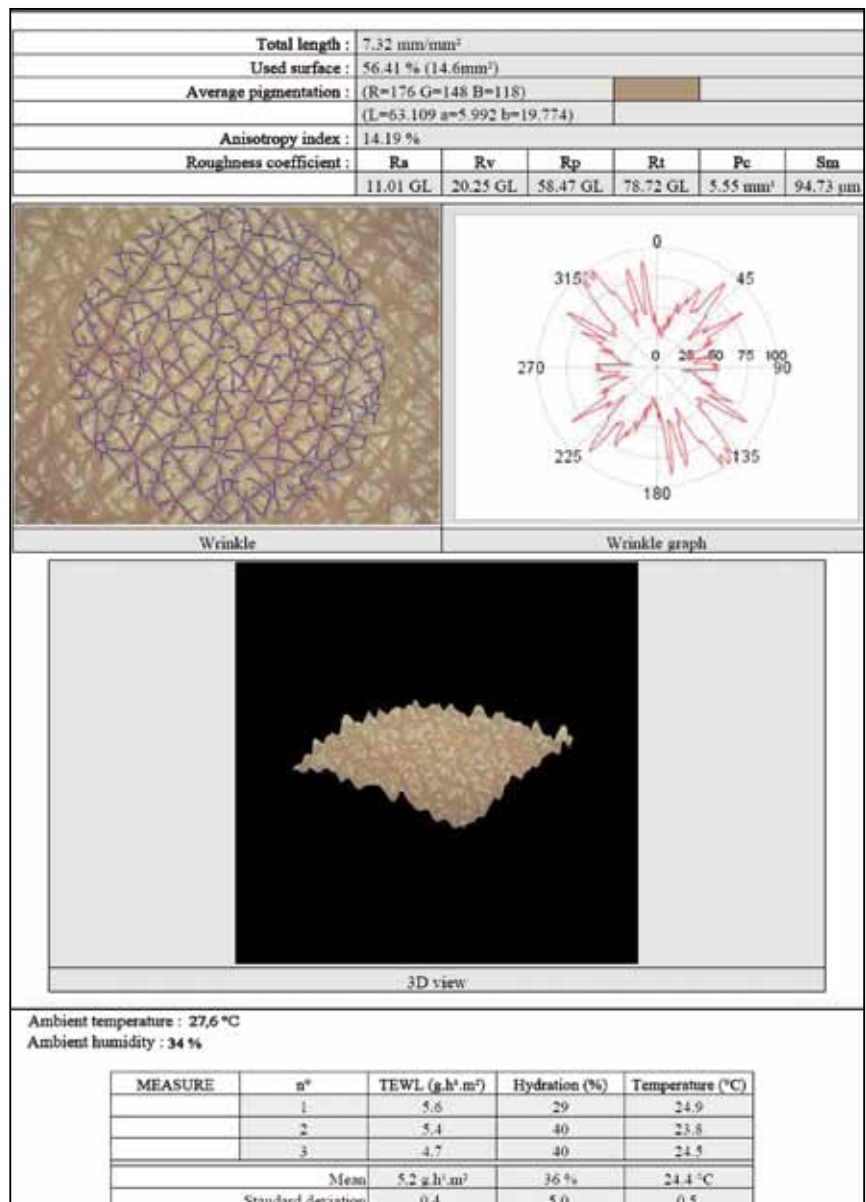 Total length : 7.32 mm/mm²
Used surface : 56.41 % (14.6mm²)
Average pigmentation : (R=176 G=148 B=118)
(L=63.109 a=5.992 b=19.774)
Anisotropy index : 14.19 %
Roughness coefficient : Ra Rv Rp Rt Pc Sm
11.01 GL 20.25 GL 58.47 GL 78.72 GL 5.55 mm¹ 94.73 µm
0
315 45
270 0 25 50 75 100 90
225 135
180
Wrinkle Wrinkle graph
3D view
Ambient temperature : 27,6 °C
Ambient humidity : 34 %
MEASURE n° TEWL (g.h¹.m²) Hydration (%) Temperature (°C)
1 5.6 29 24.9
2 5.4 40 23.8
3 4.7 40 24.5
Mean 5.2 g.h¹.m² 36 % 24.4 °C
Standard deviation 0.4 5.0 0.5